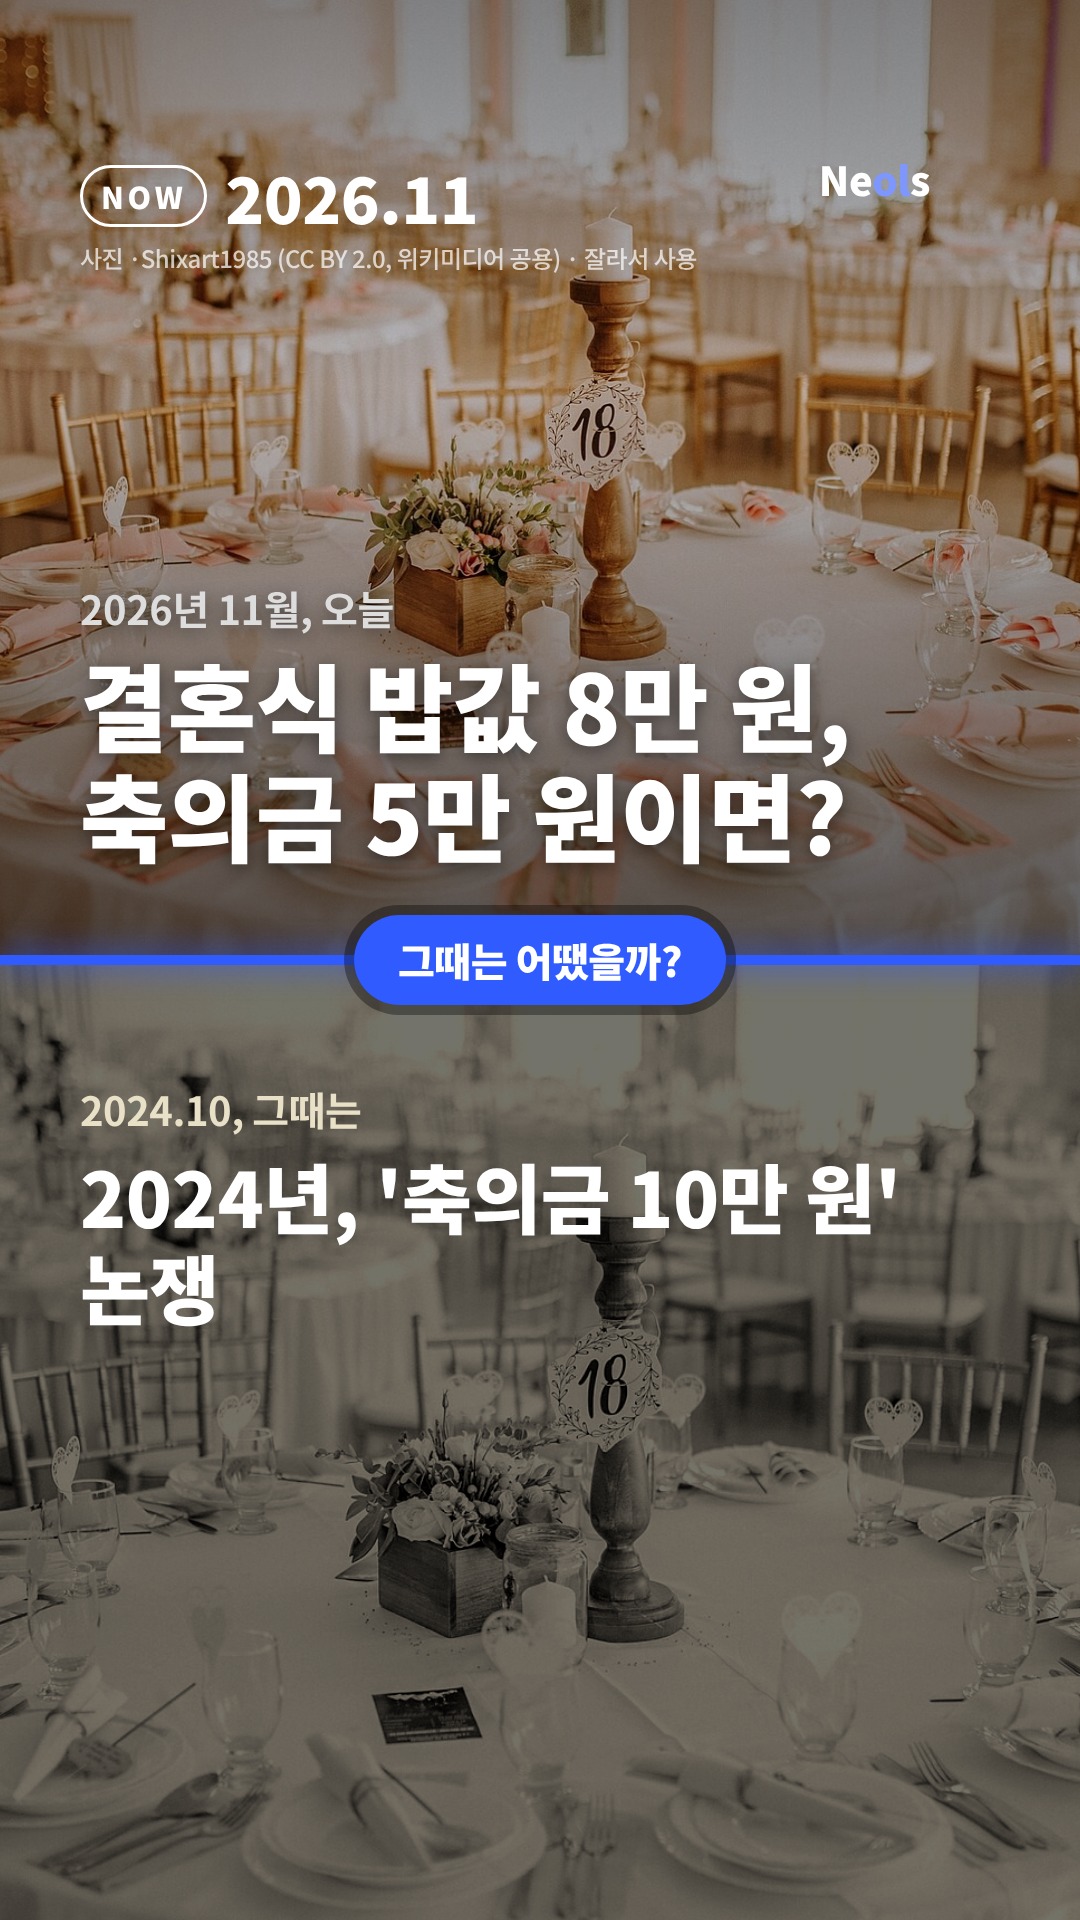 NOW 2026.11
Neols
사진 · Shixart1985 (CC BY 2.0, 위키미디어 공용) · 잘라서 사용
18
2026년 11월, 오늘
결혼식 밥값 8만 원,
축의금 5만 원이면?
그때는 어땠을까?
2024.10, 그때는
2024년, '축의금 10만 원'
논쟁
18